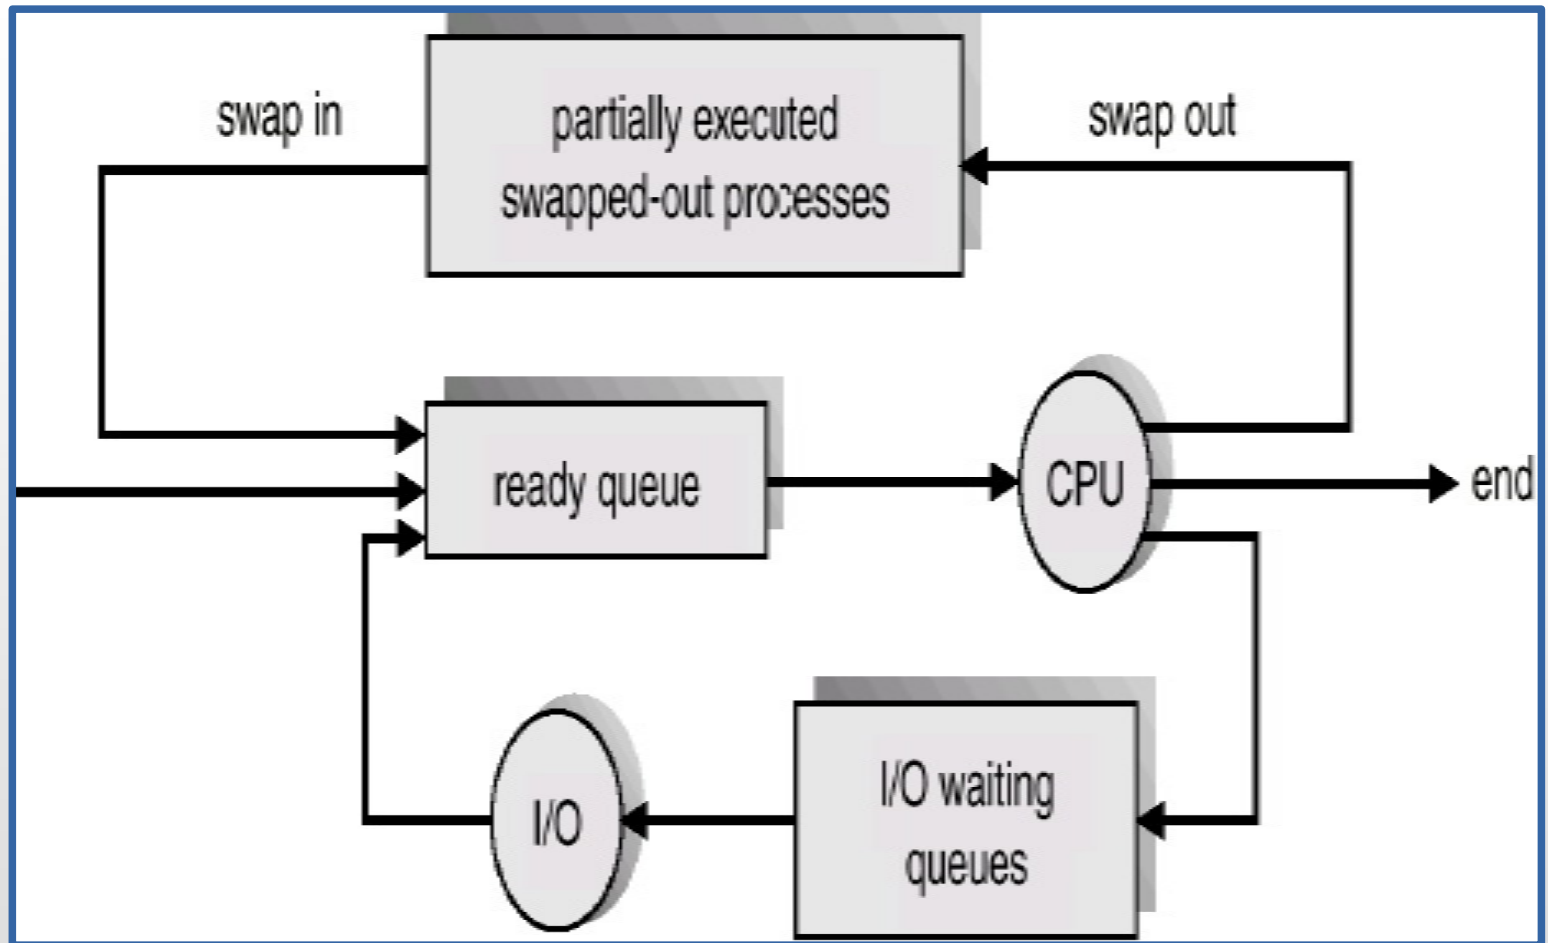 swap in
partially executed
swapped-out processes
swap out
ready queue
CPU
end
I/O
I/O waiting
queues